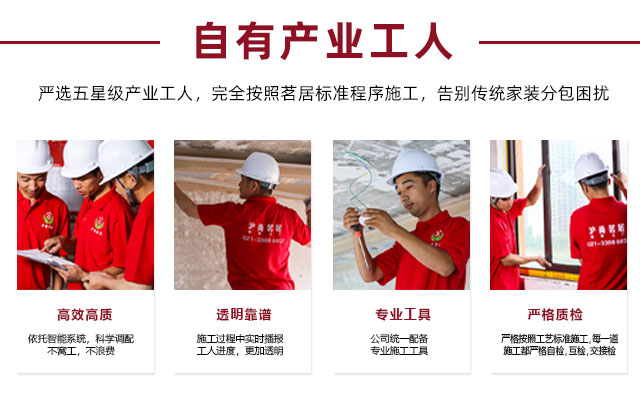 自有产业工人
严选五星级产业工人，完全按照茗居标准程序施工，告别传统家装分包困扰
沪尚茗居
021-3388 8802
沪尚茗居
高效高质
透明靠谱
专业工具
严格质检
依托智能系统，科学调配
不窝工，不浪费
施工过程中实时播报
工人进度，更加透明
公司统一配备
专业施工工具
严格按照工艺标准施工,每一道
施工都严格自检,互检,交接检